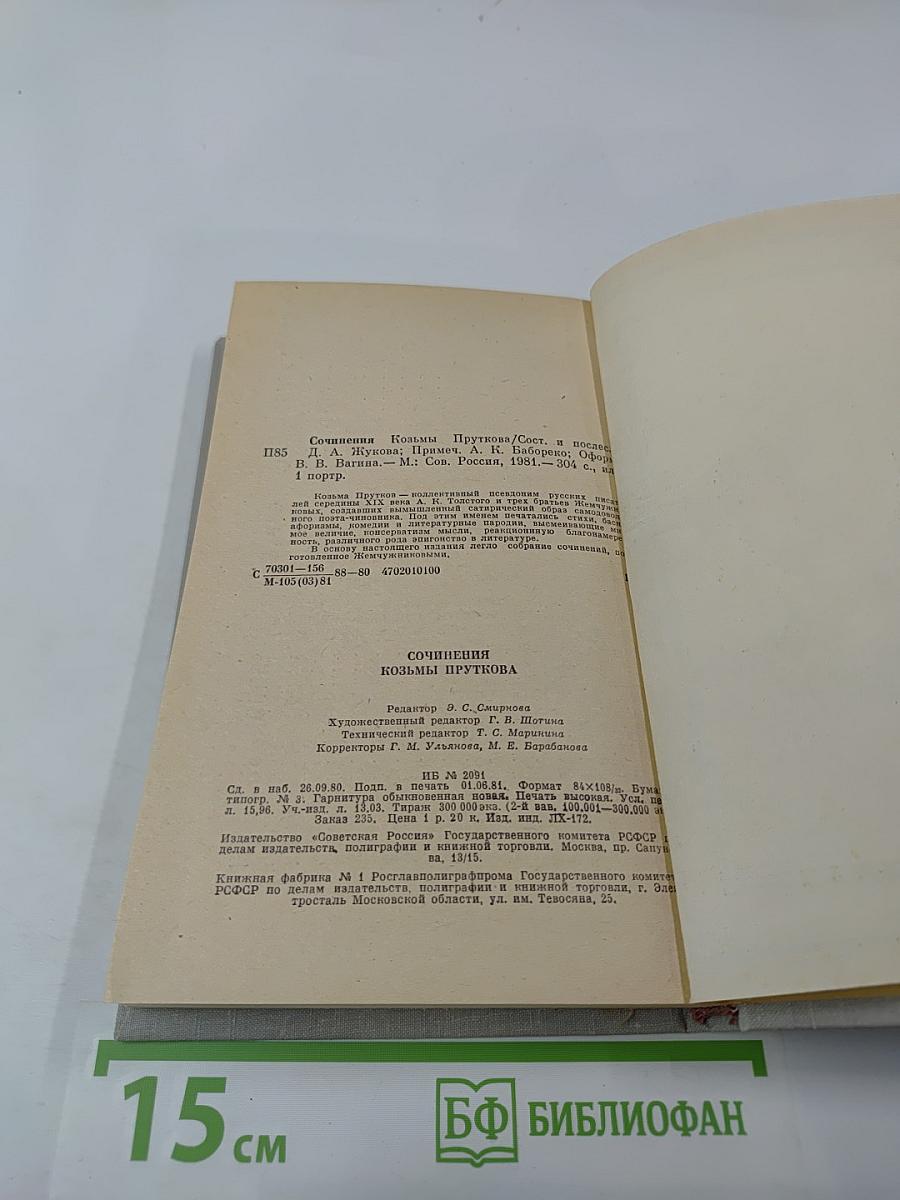 Сочинения Козьмы Пруткова/Сост. и послес
П85 Д. А. Жукова; Примеч. А. К. Бабореко; Офор
В. В. Вагина.— М.: Сов. Россия, 1981.— 304 с., ил
1 портр.
Козьма Прутков — коллективный псевдоним русских писат
лей середины XIX века А. К. Толстого и трех братьев Жемчужн
ковых, создавших вымышленный сатирический образ самодовол
ного поэта-чиновника. Под этим именем печатались стихи, басн
афоризмы, комедии и литературные пародии, высмеивающие мн
мое величие, консерватизм мысли, реакционную благонамере
ность, различного рода эпигонство в литературе.
В основу настоящего издания легло собрание сочинений, по
готовленное Жемчужниковыми.
С 70301—156 88—80 4702010100
М-105(03)81
СОЧИНЕНИЯ
КОЗЬМЫ ПРУТКОВА
Редактор Э. С. Смирнова
Художественный редактор Г. В. Шотина
Технический редактор Т. С. Маринина
Корректоры Г. М. Ульянова, М. Е. Барабанова
ИБ № 2091
Сд. в наб. 26.09.80. Подп. в печать 01.06.81. Формат 84×108/32. Бума
типогр. № 3. Гарнитура обыкновенная новая. Печать высокая. Усл. пе
л. 15,96. Уч.-изд. л. 13,03. Тираж 300 000 экз. (2-й зав. 100.001—300.000 эк
Заказ 235. Цена 1 р. 20 к. Изд. инд. ЛХ-172.
Издательство «Советская Россия» Государственного комитета РСФСР п
делам издательств, полиграфии и книжной торговли. Москва, пр. Сапун
ва, 13/15.
Книжная фабрика № 1 Росглавполиграфпрома Государственного комитет
РСФСР по делам издательств, полиграфии и книжной торговли, г. Элек
тросталь Московской области, ул. им. Тевосяна, 25.
15 см
БФ БИБЛИОФАН